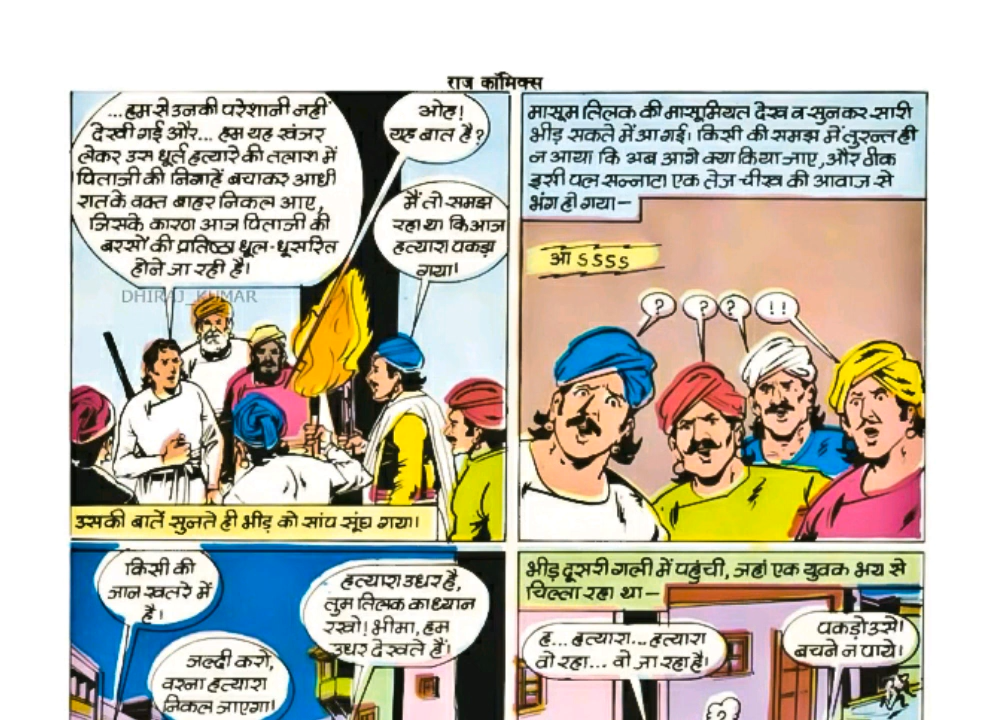 राज कॉमिक्स
...हम से उनकी परेशानी नहीं
देखी गई और... हम यह खंजर
लेकर उस धूर्त हत्यारे की तलाश में
पिताजी की निगाहें बचाकर आधी
रात के वक्त बाहर निकल आए,
जिसके कारण आज पिताजी की
बरसों की प्रतिष्ठा धूल-धूसरित
होने जा रही है।
ओह!
यह बात है?
मैं तो समझ
रहा था कि आज
हत्यारा पकड़ा
गया।
DHIRAJ_KUMAR
उसकी बातें सुनते ही भीड़ को सांप सूंघ गया।
मासूम तिलक की मासूमियत देख व सुनकर सारी
भीड़ सकते में आ गई। किसी की समझ में तुरन्त ही
न आया कि अब आगे क्या किया जाए, और ठीक
इसी पल सन्नाटा एक तेज चीख की आवाज से
भंग हो गया-
आ ऽऽऽऽ
?
?
?
!!
किसी की
जान खतरे में
है।
जल्दी करो,
वरना हत्यारा
निकल जाएगा।
हत्यारा उधर है,
तुम तिलक का ध्यान
रखो! भीमा, हम
उधर देखते हैं।
भीड़ दूसरी गली में पहुंची, जहां एक युवक भय से
चिल्ला रहा था-
ह... हत्यारा... हत्यारा
वो रहा... वो जा रहा है।
पकड़ो उसे।
बचने न पाये।
?